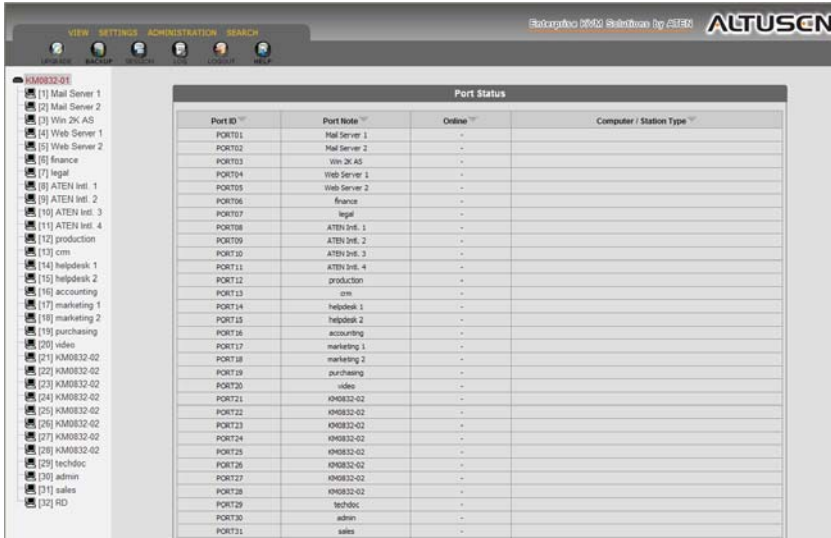 Enterprise KVM Solutions by ATEN ALTUSEN
VIEW SETTINGS ADMINISTRATION SEARCH
UPGRADE BACKUP SESSION LOG LOGOUT HELP
KM0832-01
[1] Mail Server 1
[2] Mail Server 2
[3] Win 2K AS
[4] Web Server 1
[5] Web Server 2
[6] finance
[7] legal
[8] ATEN Intl. 1
[9] ATEN Intl. 2
[10] ATEN Intl. 3
[11] ATEN Intl. 4
[12] production
[13] crm
[14] helpdesk 1
[15] helpdesk 2
[16] accounting
[17] marketing 1
[18] marketing 2
[19] purchasing
[20] video
[21] KM0832-02
[22] KM0832-02
[23] KM0832-02
[24] KM0832-02
[25] KM0832-02
[26] KM0832-02
[27] KM0832-02
[28] KM0832-02
[29] techdoc
[30] admin
[31] sales
[32] RD
Port Status
Port ID Port Note Online Computer / Station Type
PORT01 Mail Server 1 -
PORT02 Mail Server 2 -
PORT03 Win 2K AS -
PORT04 Web Server 1 -
PORT05 Web Server 2 -
PORT06 finance -
PORT07 legal -
PORT08 ATEN Intl. 1 -
PORT09 ATEN Intl. 2 -
PORT10 ATEN Intl. 3 -
PORT11 ATEN Intl. 4 -
PORT12 production -
PORT13 crm -
PORT14 helpdesk 1 -
PORT15 helpdesk 2 -
PORT16 accounting -
PORT17 marketing 1 -
PORT18 marketing 2 -
PORT19 purchasing -
PORT20 video -
PORT21 KM0832-02 -
PORT22 KM0832-02 -
PORT23 KM0832-02 -
PORT24 KM0832-02 -
PORT25 KM0832-02 -
PORT26 KM0832-02 -
PORT27 KM0832-02 -
PORT28 KM0832-02 -
PORT29 techdoc -
PORT30 admin -
PORT31 sales -